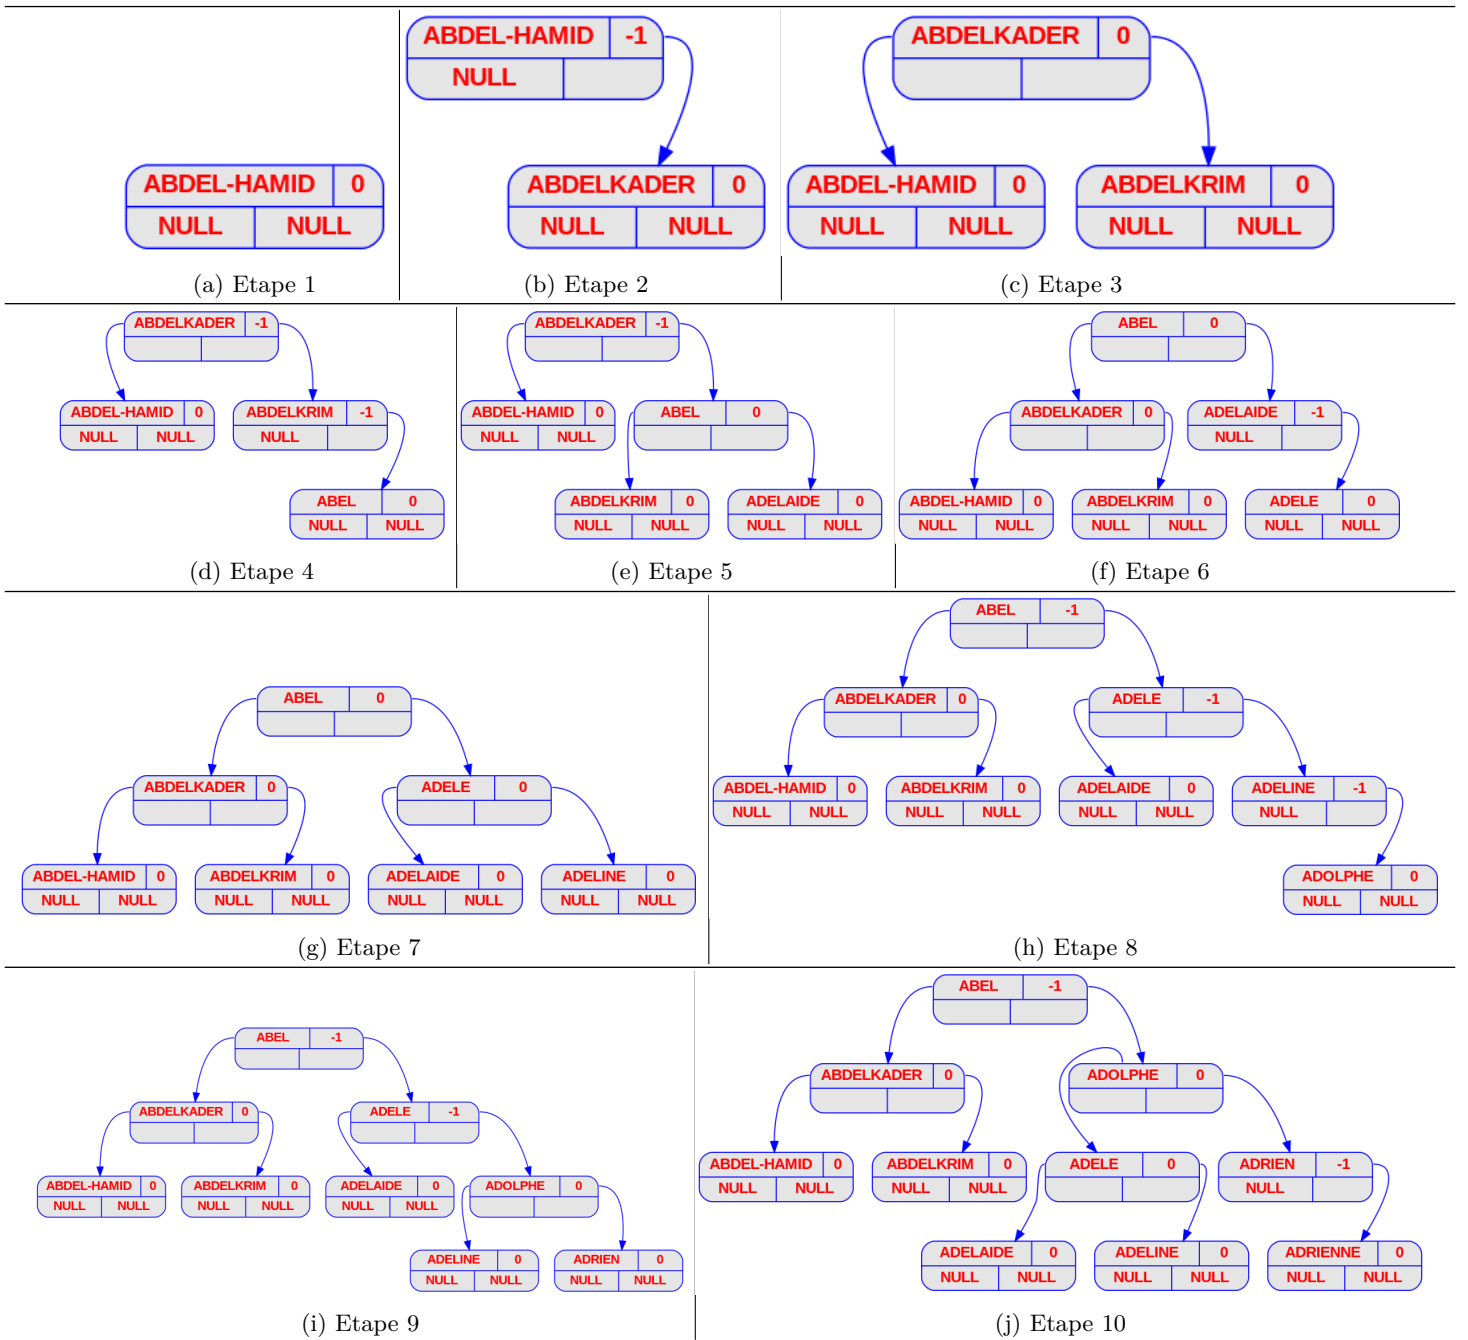 ABDEL-HAMID 0
NULL NULL
(a) Etape 1
ABDEL-HAMID -1
NULL
ABDELKADER 0
NULL NULL
(b) Etape 2
ABDELKADER 0
ABDEL-HAMID 0 ABDELKRIM 0
NULL NULL NULL NULL
(c) Etape 3
ABDELKADER -1
ABDEL-HAMID 0 ABDELKRIM -1
NULL NULL NULL
ABEL 0
NULL NULL
(d) Etape 4
ABDELKADER -1
ABDEL-HAMID 0 ABEL 0
NULL NULL
ABDELKRIM 0 ADELAIDE 0
NULL NULL NULL NULL
(e) Etape 5
ABEL 0
ABDELKADER 0 ADELAIDE -1
NULL
ABDEL-HAMID 0 ABDELKRIM 0 ADELE 0
NULL NULL NULL NULL NULL NULL
(f) Etape 6
ABEL 0
ABDELKADER 0 ADELE 0
ABDEL-HAMID 0 ABDELKRIM 0 ADELAIDE 0 ADELINE 0
NULL NULL NULL NULL NULL NULL NULL NULL
(g) Etape 7
ABEL -1
ABDELKADER 0 ADELE -1
ABDEL-HAMID 0 ABDELKRIM 0 ADELAIDE 0 ADELINE -1
NULL NULL NULL NULL NULL NULL NULL
ADOLPHE 0
NULL NULL
(h) Etape 8
ABEL -1
ABDELKADER 0 ADELE -1
ABDEL-HAMID 0 ABDELKRIM 0 ADELAIDE 0 ADOLPHE 0
NULL NULL NULL NULL NULL NULL
ADELINE 0 ADRIEN 0
NULL NULL NULL NULL
(i) Etape 9
ABEL -1
ABDELKADER 0 ADOLPHE 0
ABDEL-HAMID 0 ABDELKRIM 0 ADELE 0 ADRIEN -1
NULL NULL NULL NULL NULL
ADELAIDE 0 ADELINE 0 ADRIENNE 0
NULL NULL NULL NULL NULL NULL
(j) Etape 10